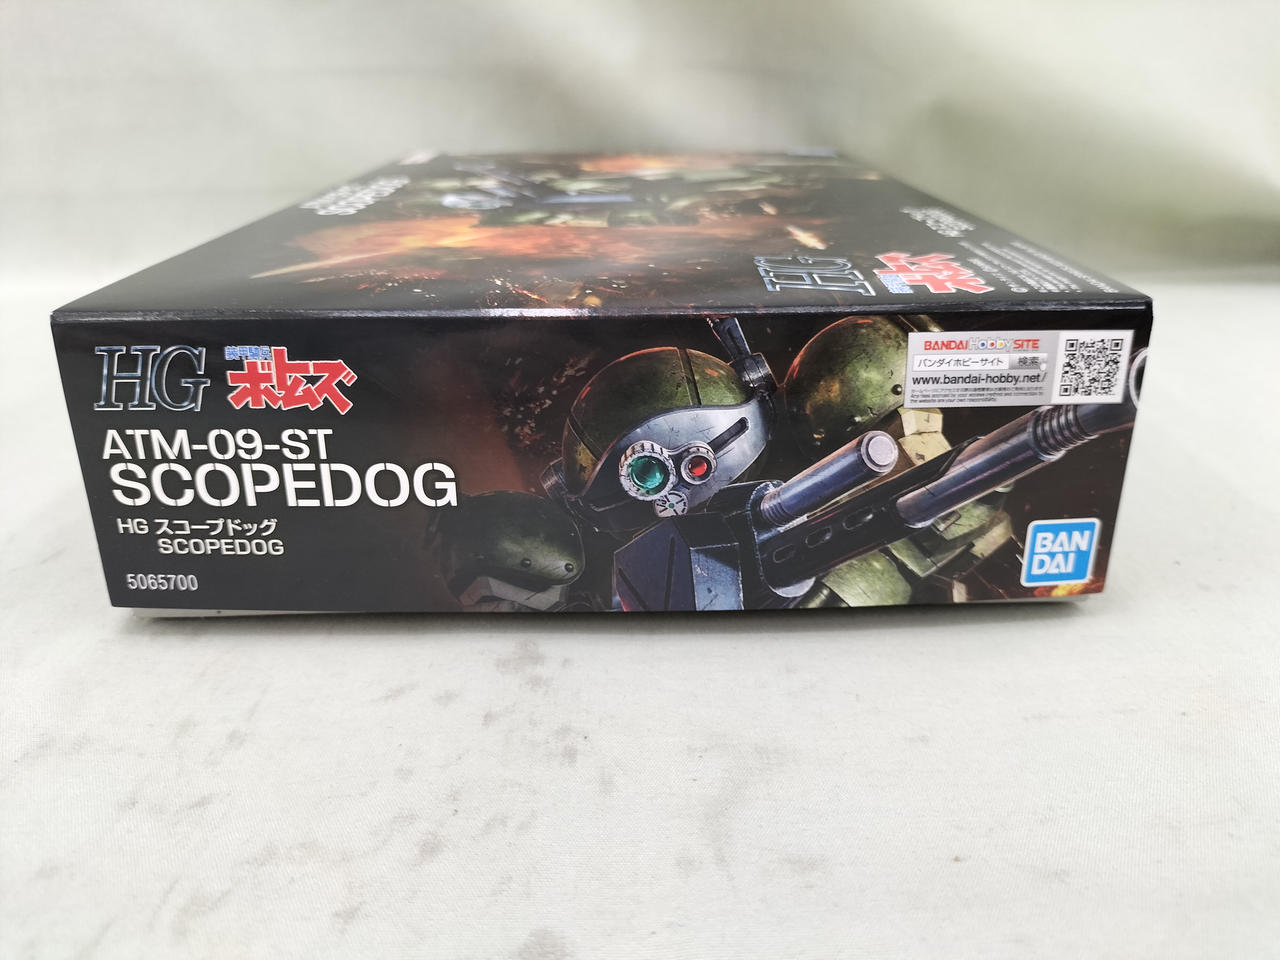 SCOPEDOG
HG
ボトムズ
HG
装甲騎兵
ボトムズ
ATM-09-ST
SCOPEDOG
HG スコープドッグ
SCOPEDOG
5065700
BANDAI HobbySITE
バンダイホビーサイト 検索
www.bandai-hobby.net/
BAN
DAI